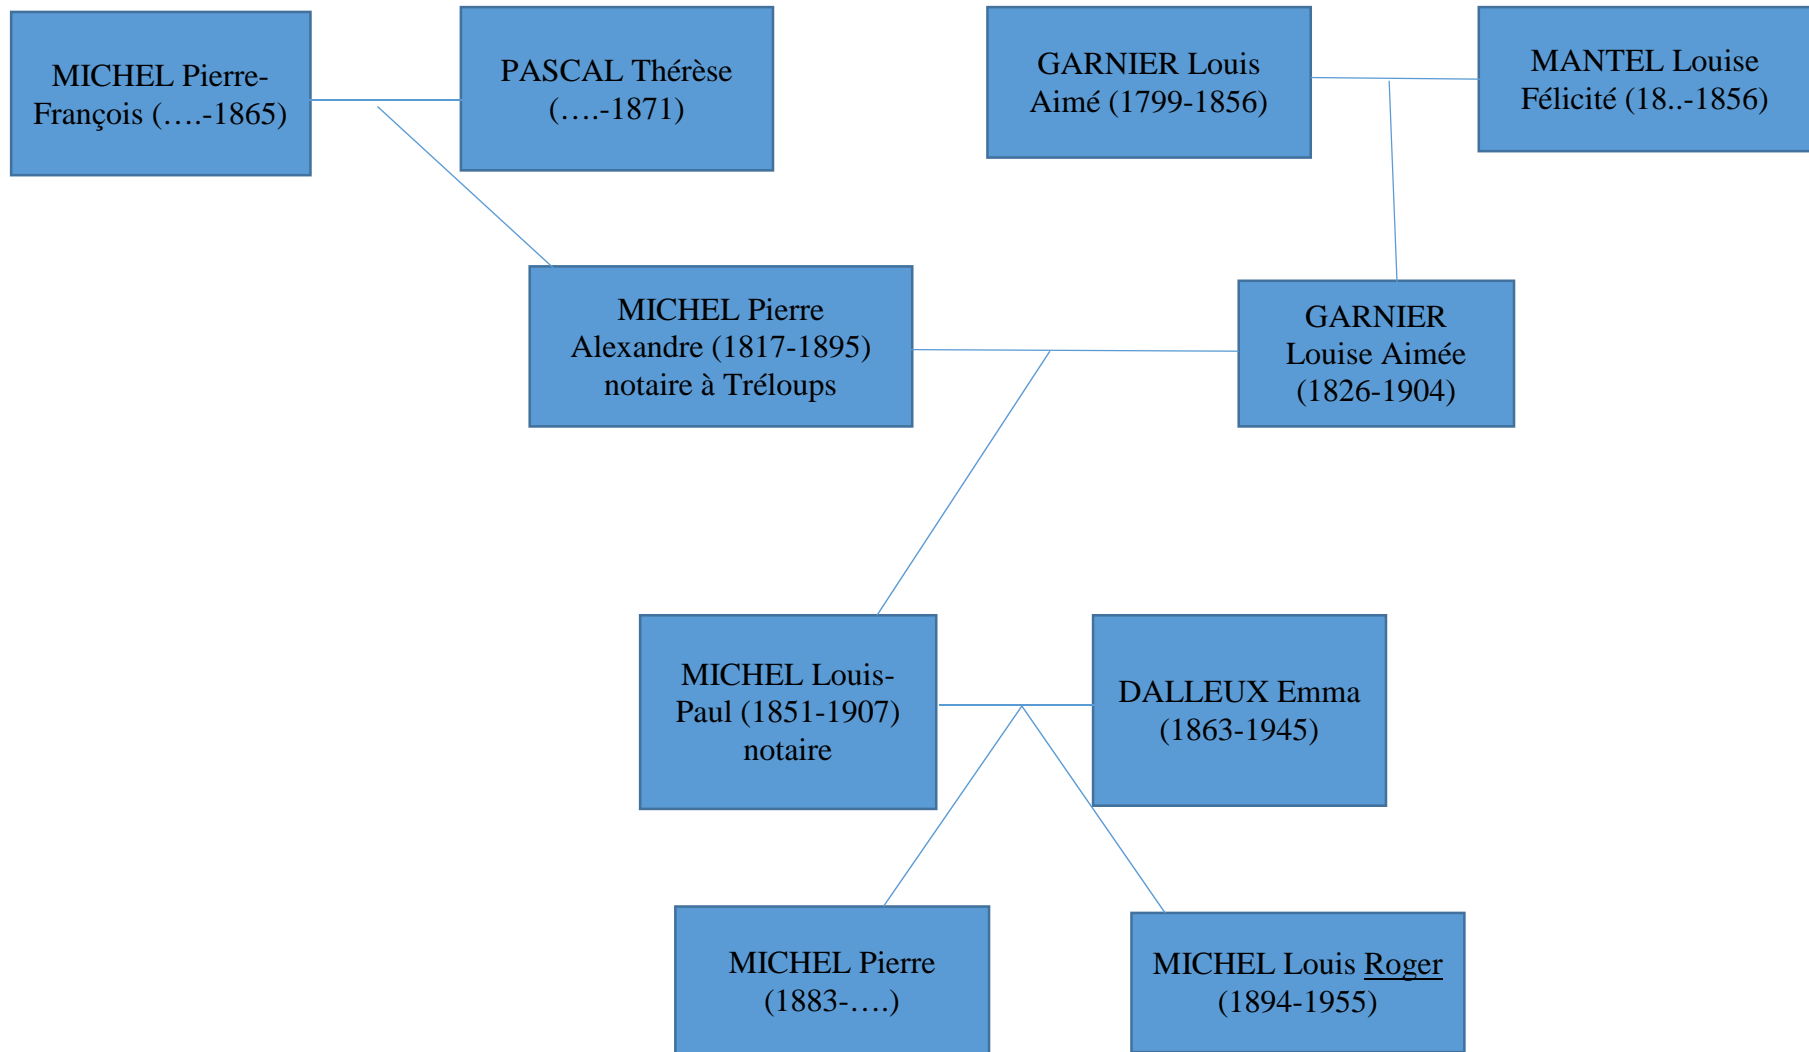 MICHEL Pierre-
François (….-1865)
PASCAL Thérèse
(….-1871)
GARNIER Louis
Aimé (1799-1856)
MANTEL Louise
Félicité (18..-1856)
MICHEL Pierre
Alexandre (1817-1895)
notaire à Tréloups
GARNIER
Louise Aimée
(1826-1904)
MICHEL Louis-
Paul (1851-1907)
notaire
DALLEUX Emma
(1863-1945)
MICHEL Pierre
(1883-….)
MICHEL Louis Roger
(1894-1955)